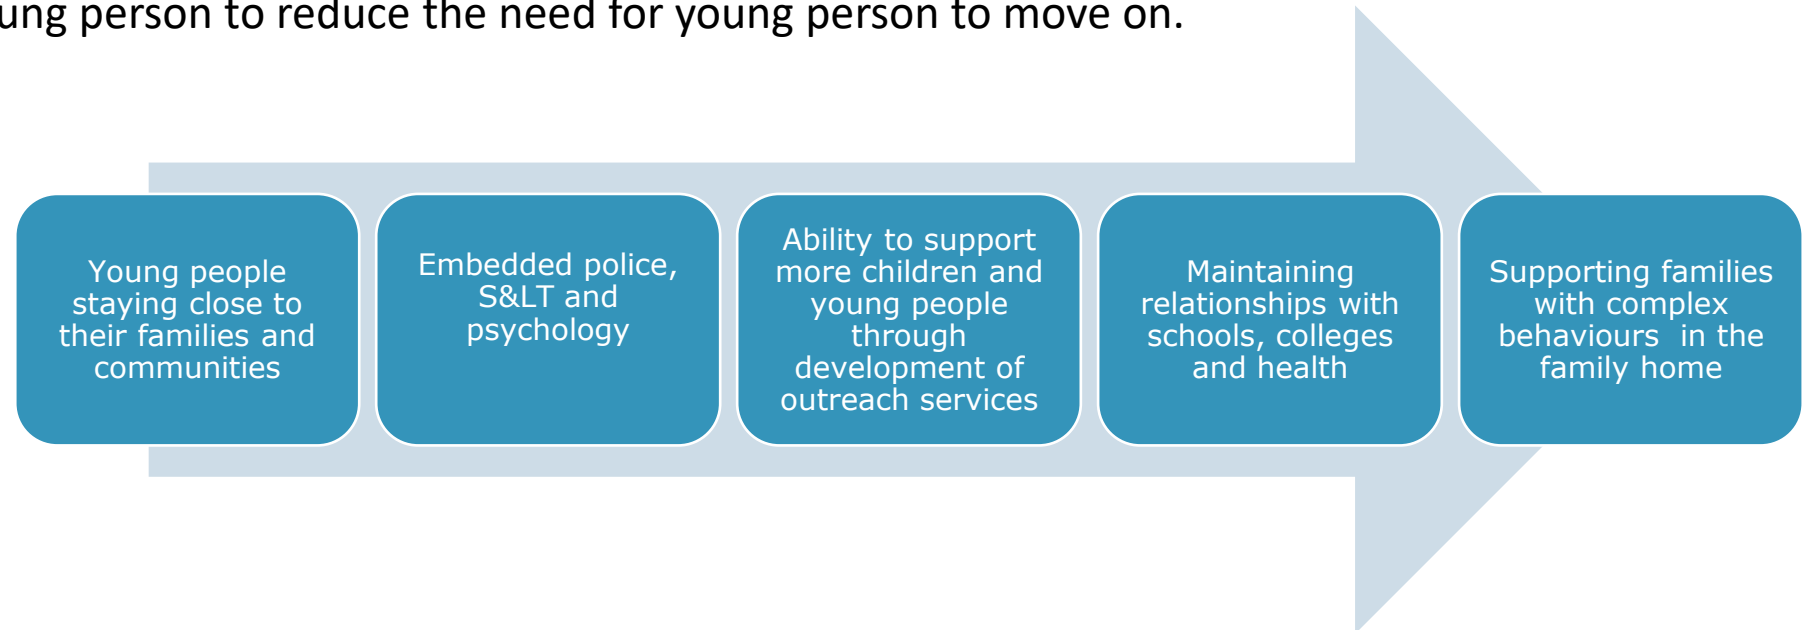 ung person to reduce the need for young person to move on.
Young people
staying close to
their families and
communities
Embedded police,
S&LT and
psychology
Ability to support
more children and
young people
through
development of
outreach services
Maintaining
relationships with
schools, colleges
and health
Supporting families
with complex
behaviours  in the
family home